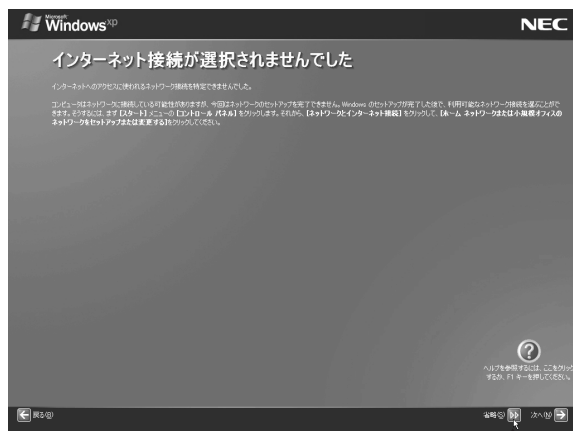 Microsoft
Windows xp
NEC
インターネット接続が選択されませんでした
インターネットへのアクセスに使われるネットワーク接続を特定できませんでした。
コンピュータはネットワークに接続している可能性がありますが、今回はネットワークのセットアップを完了できません。Windows のセットアップが完了した後で、利用可能なネットワーク接続を選ぶことがで
きます。そうするには、まず [スタート] メニューの [コントロール パネル] をクリックします。それから、[ネットワークとインターネット接続] をクリックして、[ホーム ネットワークまたは小規模オフィスの
ネットワークをセットアップまたは変更する]をクリックしてください。
ヘルプを参照するには、ここをクリック
するか、F1 キーを押してください。
戻る(B)
省略(S)
次へ(N)